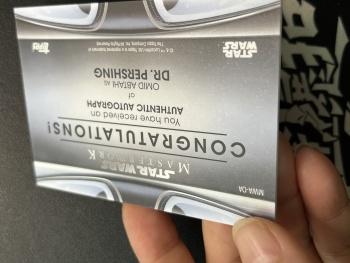 MWA-OA
STAR WARS
MASTERWORK
CONGRATULATIONS!
You have received an
AUTHENTIC AUTOGRAPH
of
OMID ABTAHI AS
DR. PERSHING
STAR WARS
topps